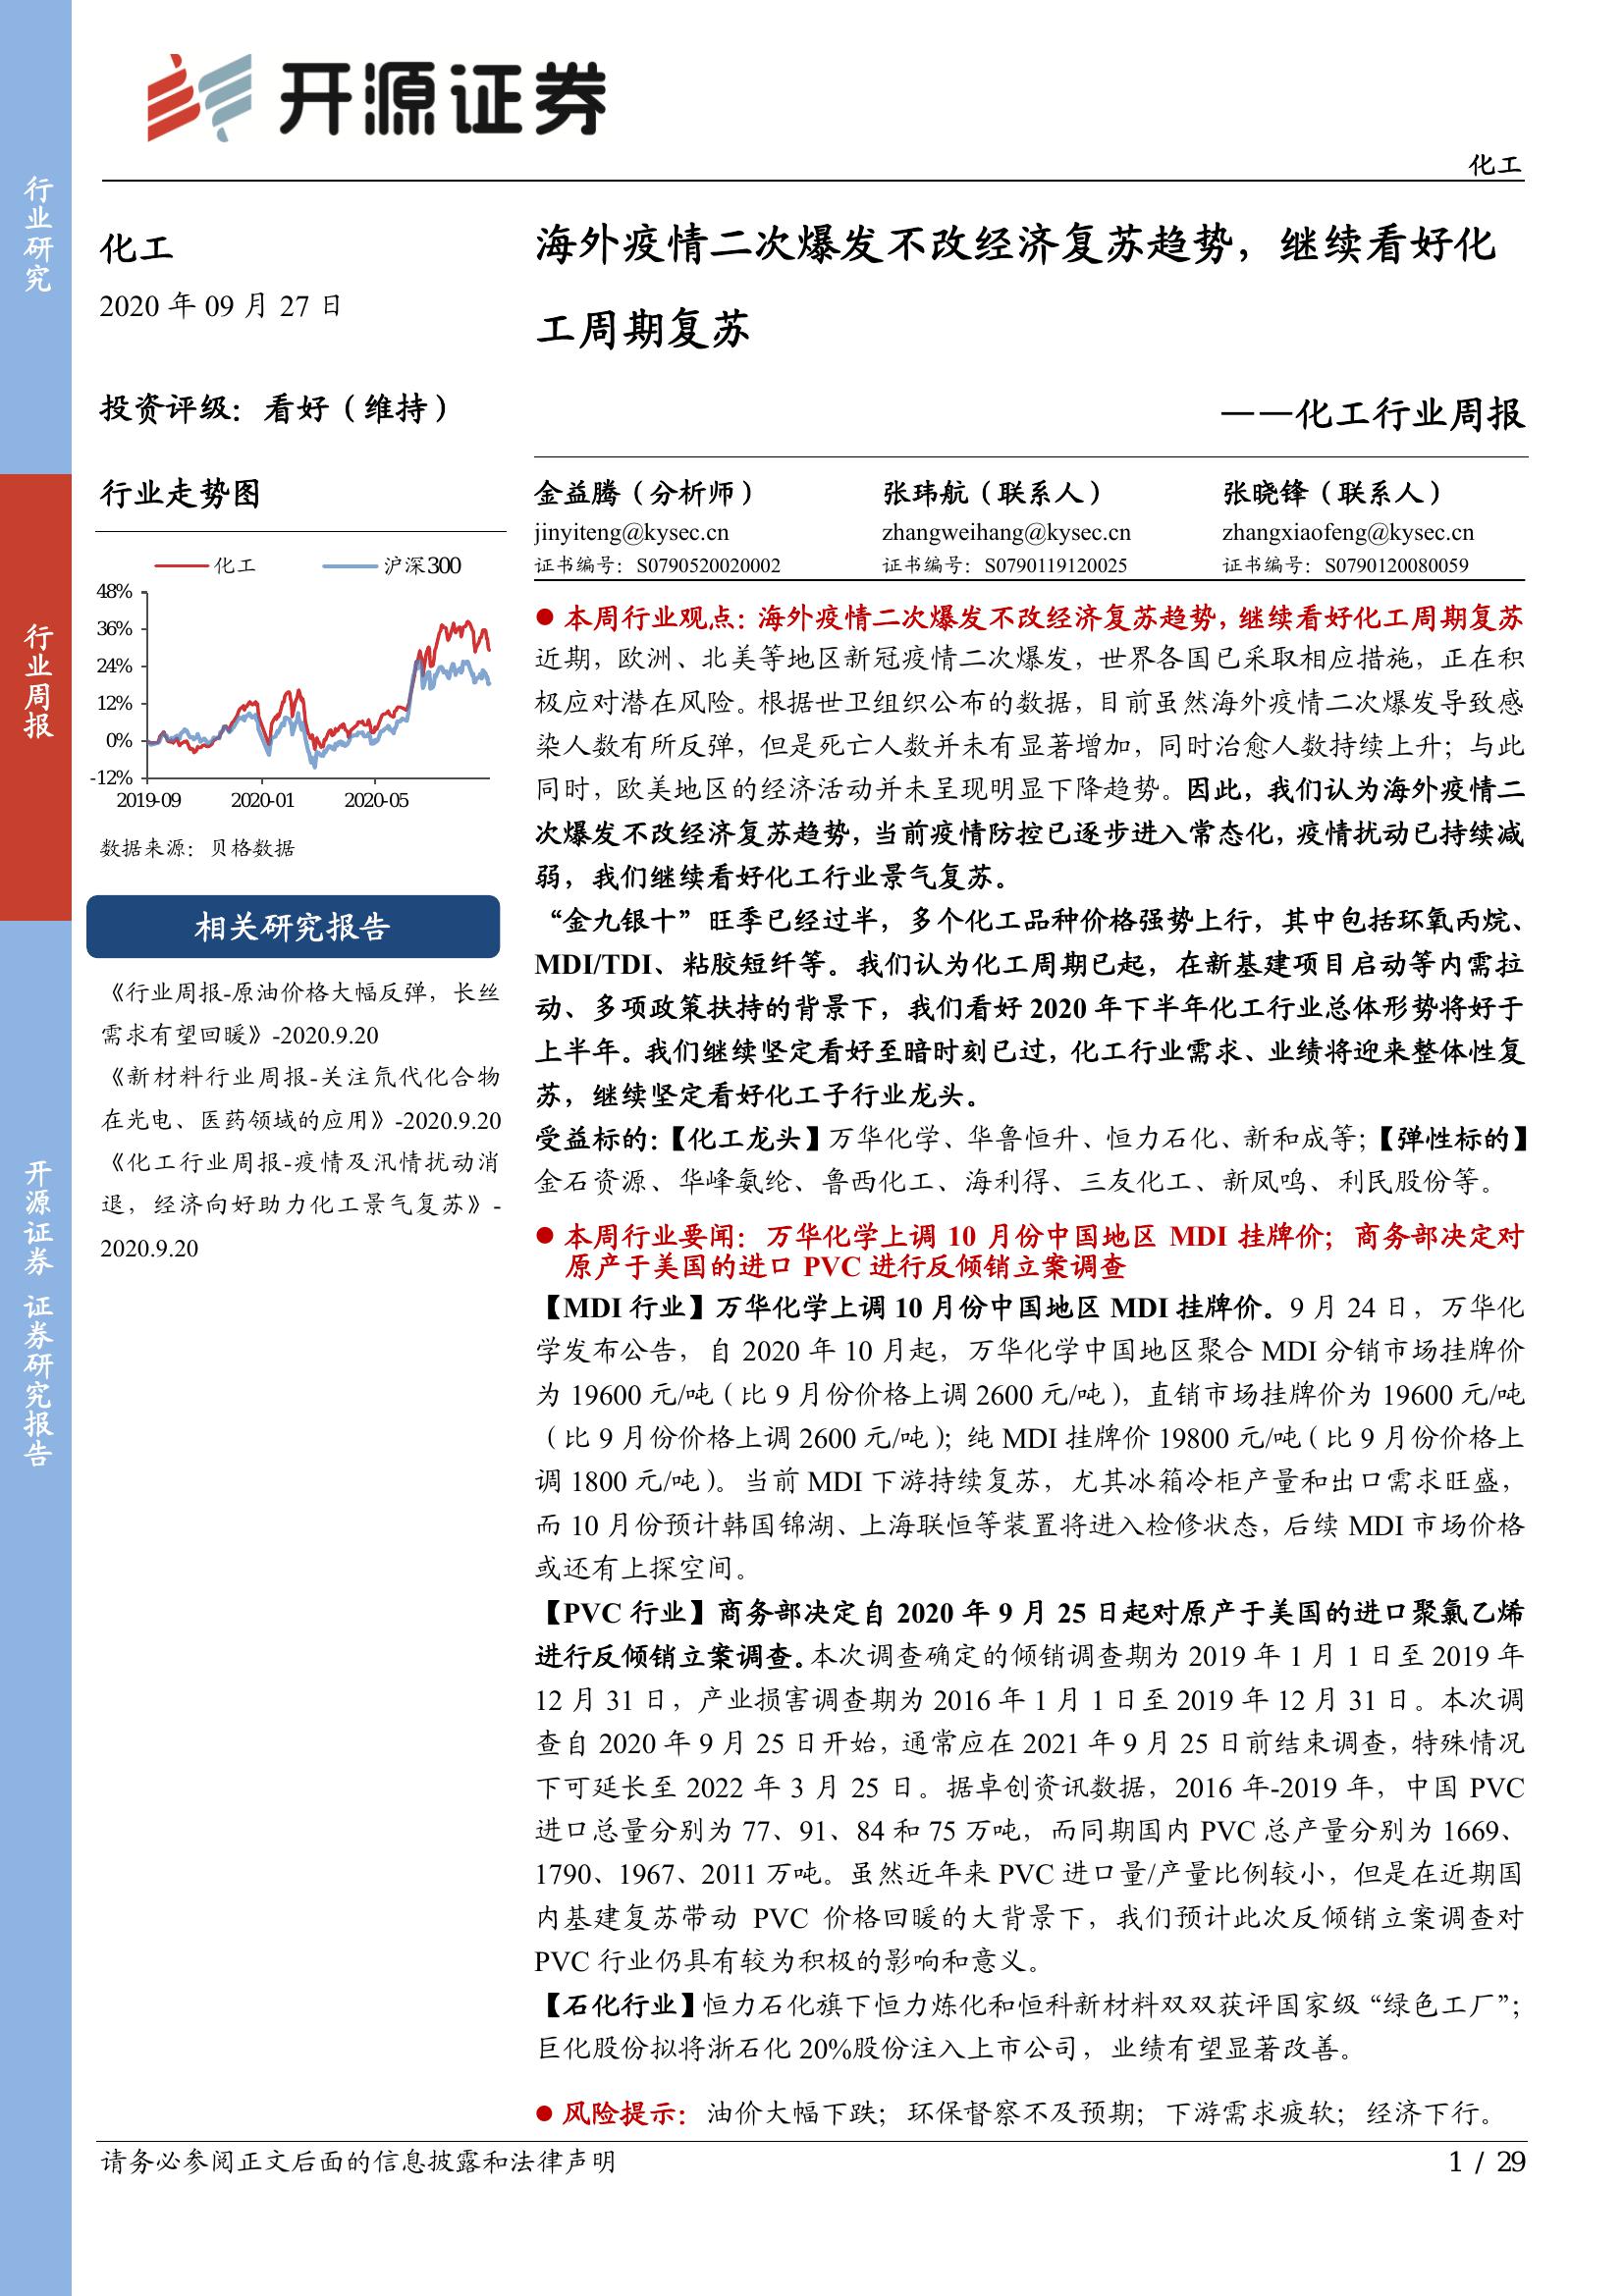 开源证券
化工
行业研究
行业周报
开源证券 证券研究报告
化工
2020 年 09 月 27 日
投资评级：看好（维持）
行业走势图
化工 沪深300
48%
36%
24%
12%
0%
-12%
2019-09 2020-01 2020-05
数据来源：贝格数据
相关研究报告
《行业周报-原油价格大幅反弹，长丝
需求有望回暖》-2020.9.20
《新材料行业周报-关注氘代化合物
在光电、医药领域的应用》-2020.9.20
《化工行业周报-疫情及汛情扰动消
退，经济向好助力化工景气复苏》-
2020.9.20
海外疫情二次爆发不改经济复苏趋势，继续看好化
工周期复苏
——化工行业周报
金益腾（分析师） 张玮航（联系人） 张晓锋（联系人）
jinyiteng@kysec.cn zhangweihang@kysec.cn zhangxiaofeng@kysec.cn
证书编号：S0790520020002 证书编号：S0790119120025 证书编号：S0790120080059
● 本周行业观点：海外疫情二次爆发不改经济复苏趋势，继续看好化工周期复苏
近期，欧洲、北美等地区新冠疫情二次爆发，世界各国已采取相应措施，正在积
极应对潜在风险。根据世卫组织公布的数据，目前虽然海外疫情二次爆发导致感
染人数有所反弹，但是死亡人数并未有显著增加，同时治愈人数持续上升；与此
同时，欧美地区的经济活动并未呈现明显下降趋势。因此，我们认为海外疫情二
次爆发不改经济复苏趋势，当前疫情防控已逐步进入常态化，疫情扰动已持续减
弱，我们继续看好化工行业景气复苏。
“金九银十”旺季已经过半，多个化工品种价格强势上行，其中包括环氧丙烷、
MDI/TDI、粘胶短纤等。我们认为化工周期已起，在新基建项目启动等内需拉
动、多项政策扶持的背景下，我们看好 2020 年下半年化工行业总体形势将好于
上半年。我们继续坚定看好至暗时刻已过，化工行业需求、业绩将迎来整体性复
苏，继续坚定看好化工子行业龙头。
受益标的：【化工龙头】万华化学、华鲁恒升、恒力石化、新和成等；【弹性标的】
金石资源、华峰氨纶、鲁西化工、海利得、三友化工、新凤鸣、利民股份等。
● 本周行业要闻：万华化学上调 10 月份中国地区 MDI 挂牌价；商务部决定对
原产于美国的进口 PVC 进行反倾销立案调查
【MDI 行业】万华化学上调 10 月份中国地区 MDI 挂牌价。9 月 24 日，万华化
学发布公告，自 2020 年 10 月起，万华化学中国地区聚合 MDI 分销市场挂牌价
为 19600 元/吨（比 9 月份价格上调 2600 元/吨），直销市场挂牌价为 19600 元/吨
（比 9 月份价格上调 2600 元/吨）；纯 MDI 挂牌价 19800 元/吨（比 9 月份价格上
调 1800 元/吨）。当前 MDI 下游持续复苏，尤其冰箱冷柜产量和出口需求旺盛，
而 10 月份预计韩国锦湖、上海联恒等装置将进入检修状态，后续 MDI 市场价格
或还有上探空间。
【PVC 行业】商务部决定自 2020 年 9 月 25 日起对原产于美国的进口聚氯乙烯
进行反倾销立案调查。本次调查确定的倾销调查期为 2019 年 1 月 1 日至 2019 年
12 月 31 日，产业损害调查期为 2016 年 1 月 1 日至 2019 年 12 月 31 日。本次调
查自 2020 年 9 月 25 日开始，通常应在 2021 年 9 月 25 日前结束调查，特殊情况
下可延长至 2022 年 3 月 25 日。据卓创资讯数据，2016 年-2019 年，中国 PVC
进口总量分别为 77、91、84 和 75 万吨，而同期国内 PVC 总产量分别为 1669、
1790、1967、2011 万吨。虽然近年来 PVC 进口量/产量比例较小，但是在近期国
内基建复苏带动 PVC 价格回暖的大背景下，我们预计此次反倾销立案调查对
PVC 行业仍具有较为积极的影响和意义。
【石化行业】恒力石化旗下恒力炼化和恒科新材料双双获评国家级“绿色工厂”；
巨化股份拟将浙石化 20%股份注入上市公司，业绩有望显著改善。
● 风险提示：油价大幅下跌；环保督察不及预期；下游需求疲软；经济下行。
请务必参阅正文后面的信息披露和法律声明 1 / 29